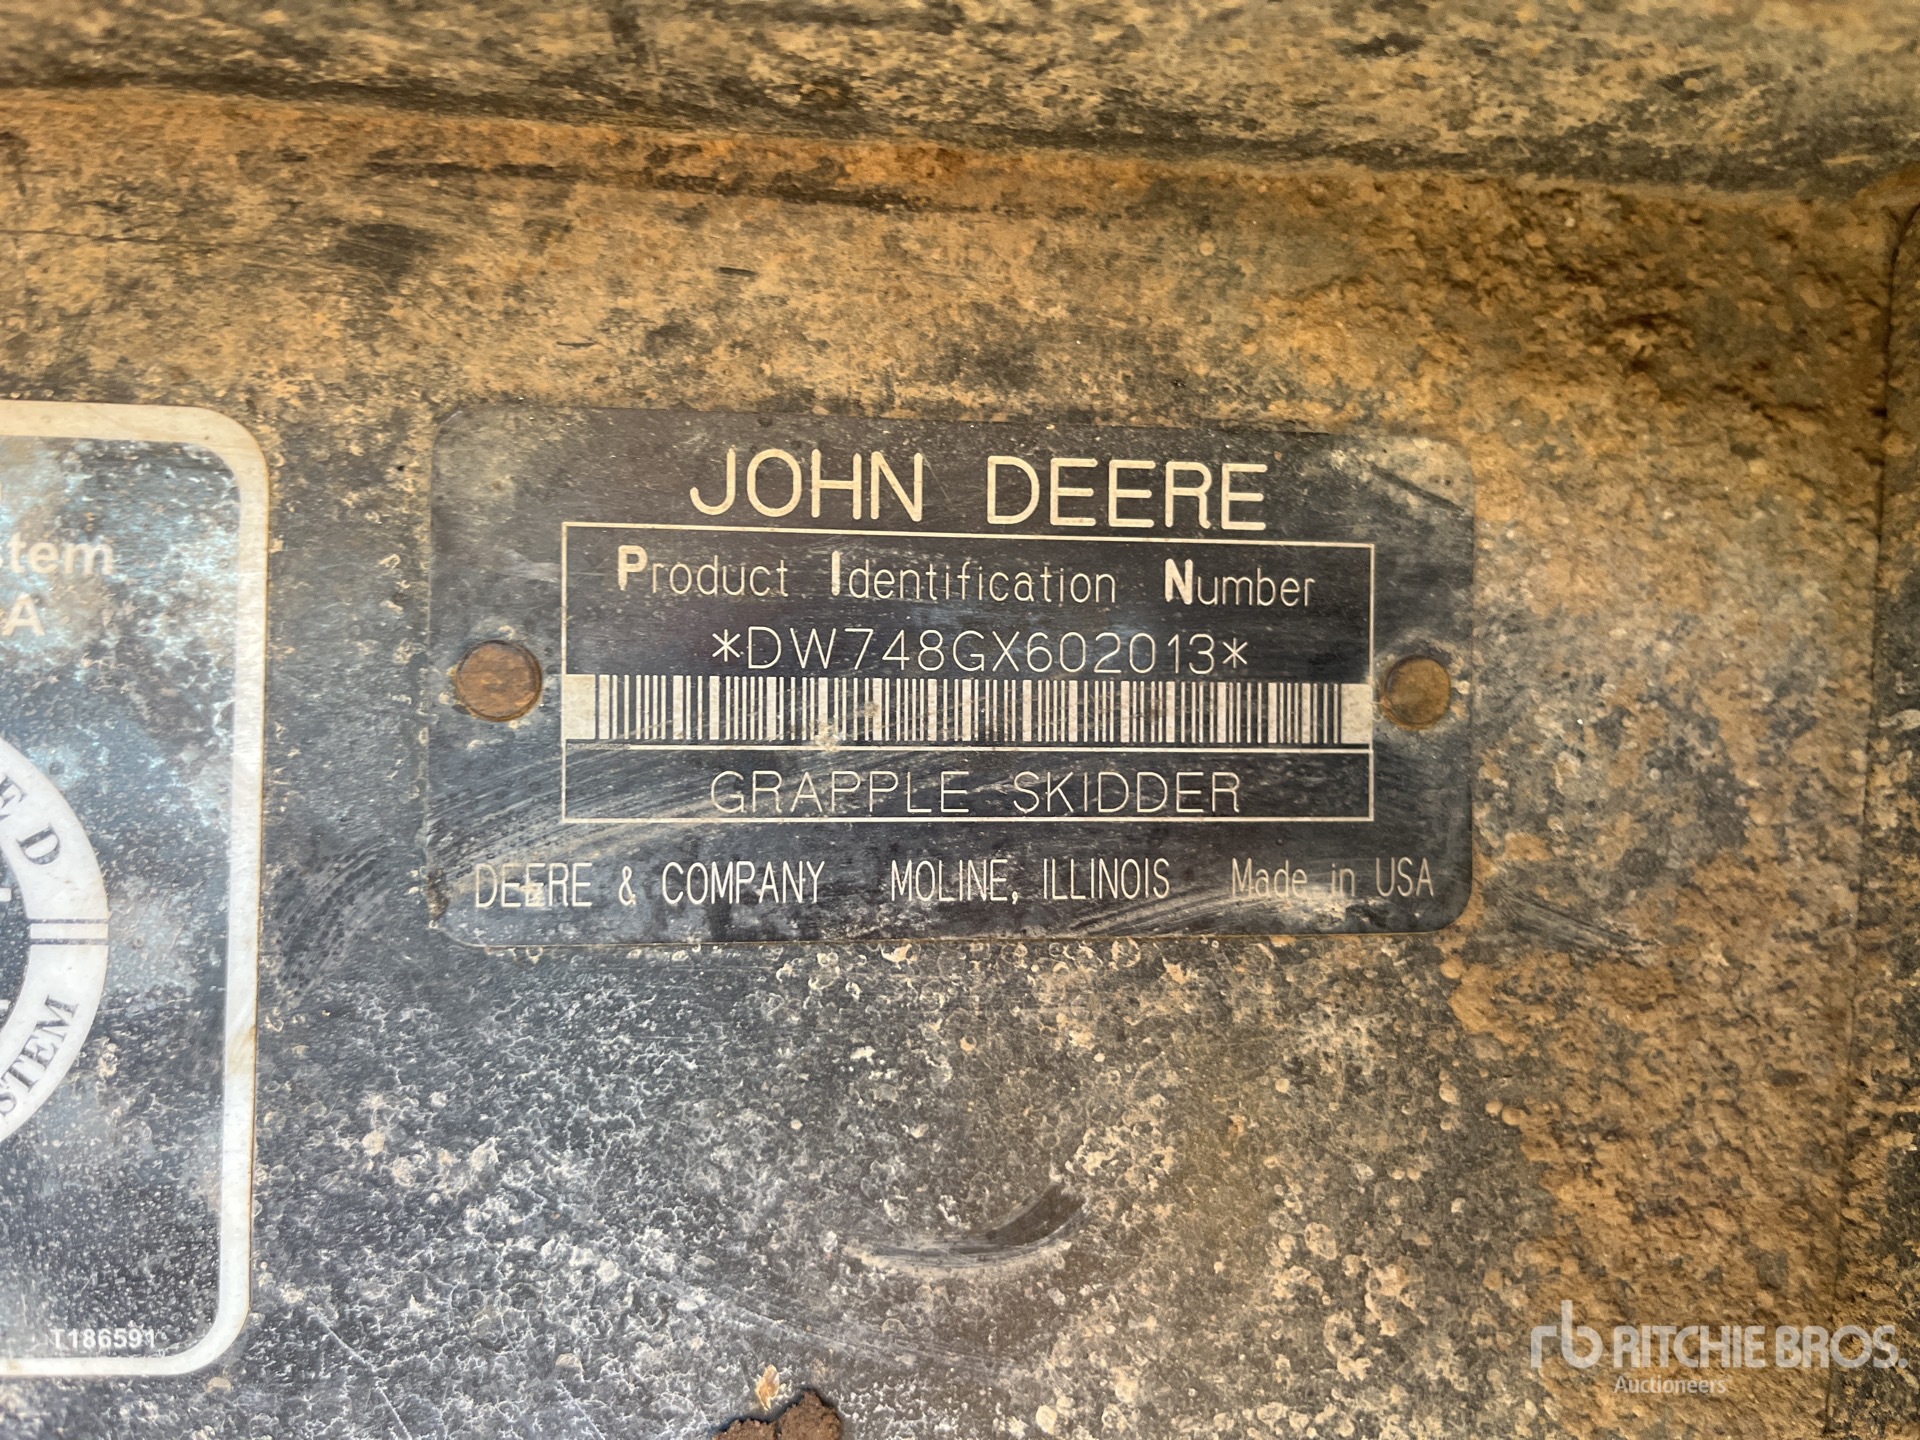 JOHN DEERE
Product Identification Number
*DW748GX602013*
GRAPPLE SKIDDER
DEERE & COMPANY MOLINE, ILLINOIS Made in USA
T186591
rb RITCHIE BROS.
Auctioneers